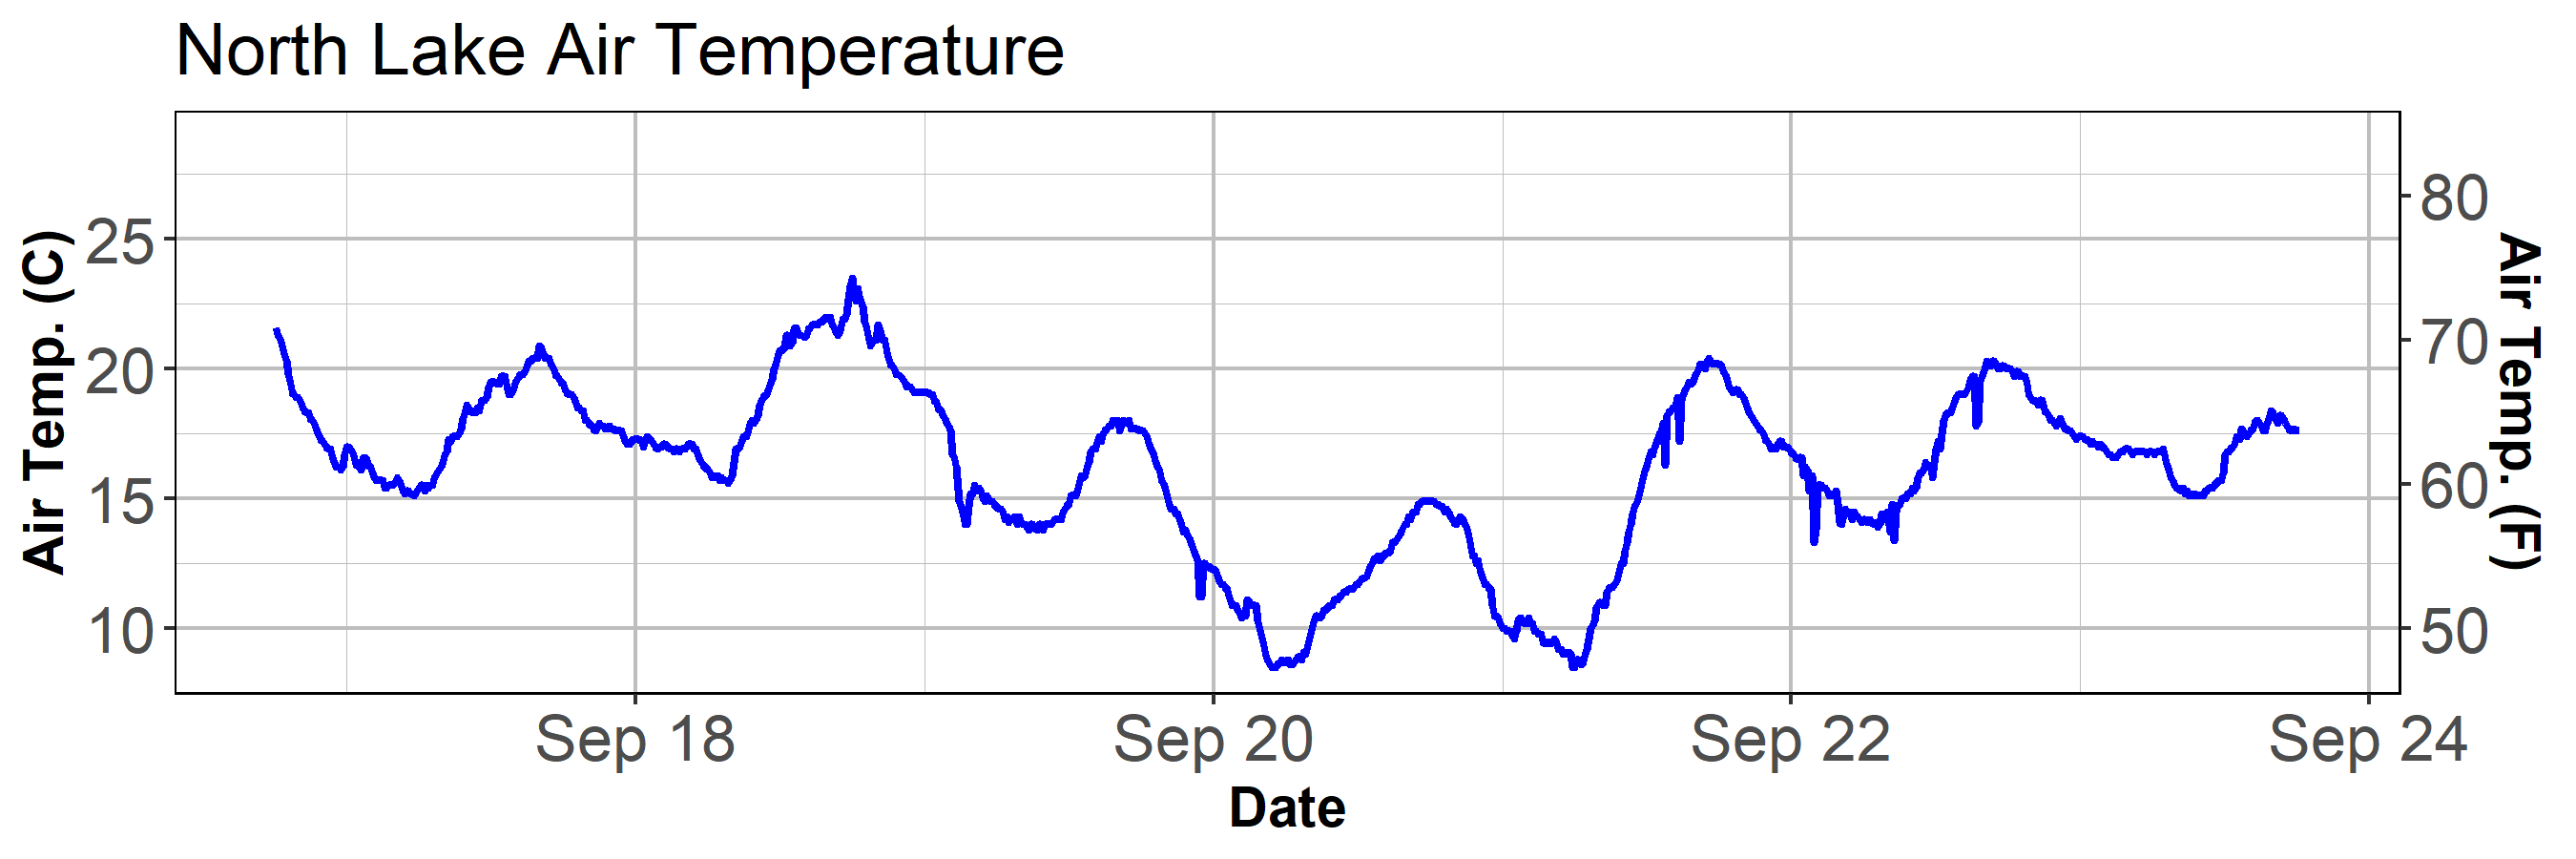 North Lake Air Temperature
Air Temp. (C)
25
20
15
10
80
70
60
50
Air Temp. (F)
Sep 18
Sep 20
Sep 22
Sep 24
Date